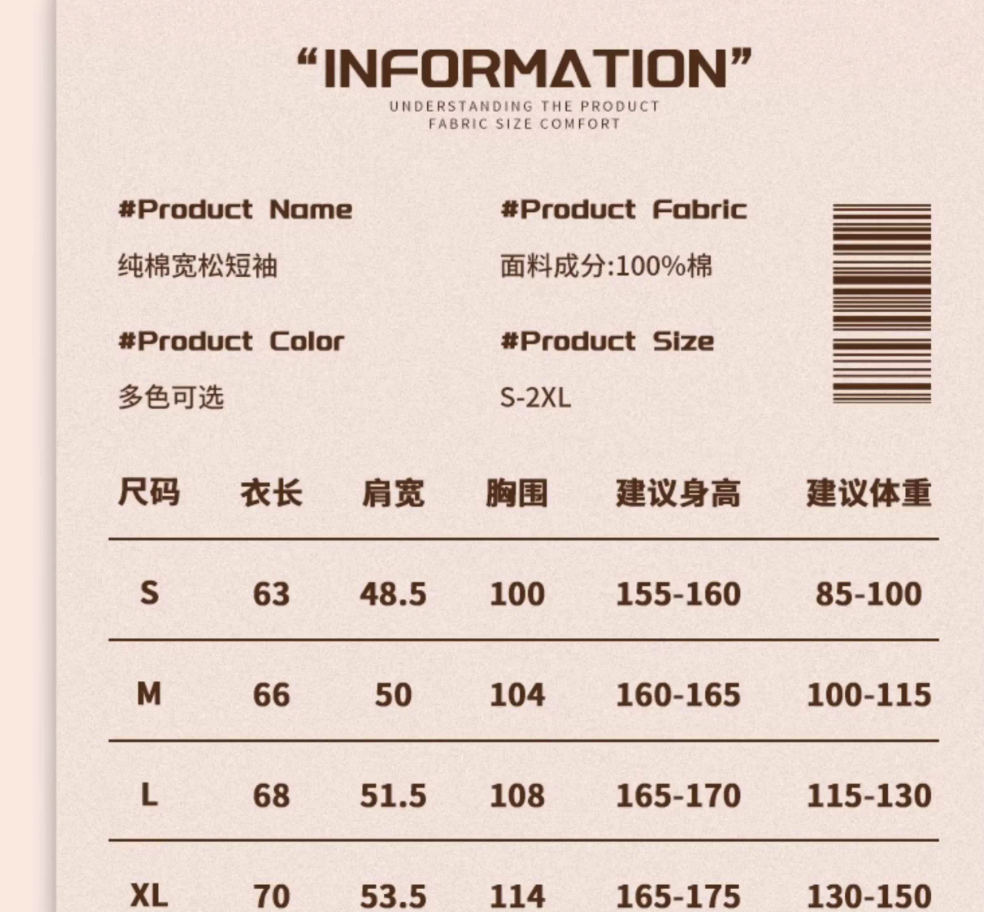 “INFORMATION”
UNDERSTANDING THE PRODUCT
FABRIC SIZE COMFORT
#Product Name
纯棉宽松短袖
#Product Fabric
面料成分:100%棉
#Product Color
多色可选
#Product Size
S-2XL
尺码 衣长 肩宽 胸围 建议身高 建议体重
S 63 48.5 100 155-160 85-100
M 66 50 104 160-165 100-115
L 68 51.5 108 165-170 115-130
XL 70 53.5 114 165-175 130-150